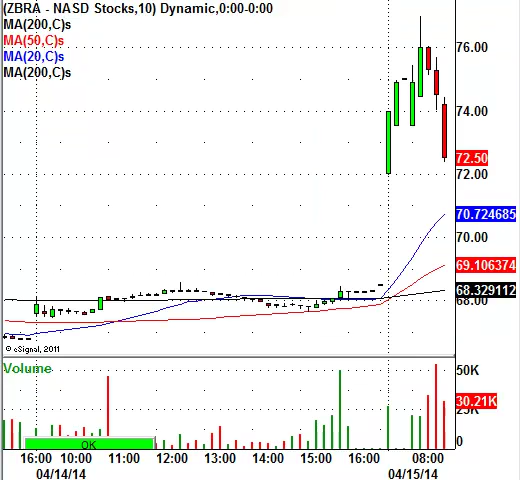 (ZBRA - NASD Stocks,10) Dynamic,0:00-0:00
MA(200,C)s
MA(50,C)s
MA(20,C)s
MA(200,C)s
76.00
74.00
72.50
72.00
70.724685
70.00
69.106374
68.329112
68.00
© eSignal, 2011
Volume
50K
30.21K
25K
0
OK
16:00 10:00 11:00 12:00 13:00 14:00 15:00 16:00 08:00
04/14/14 04/15/14